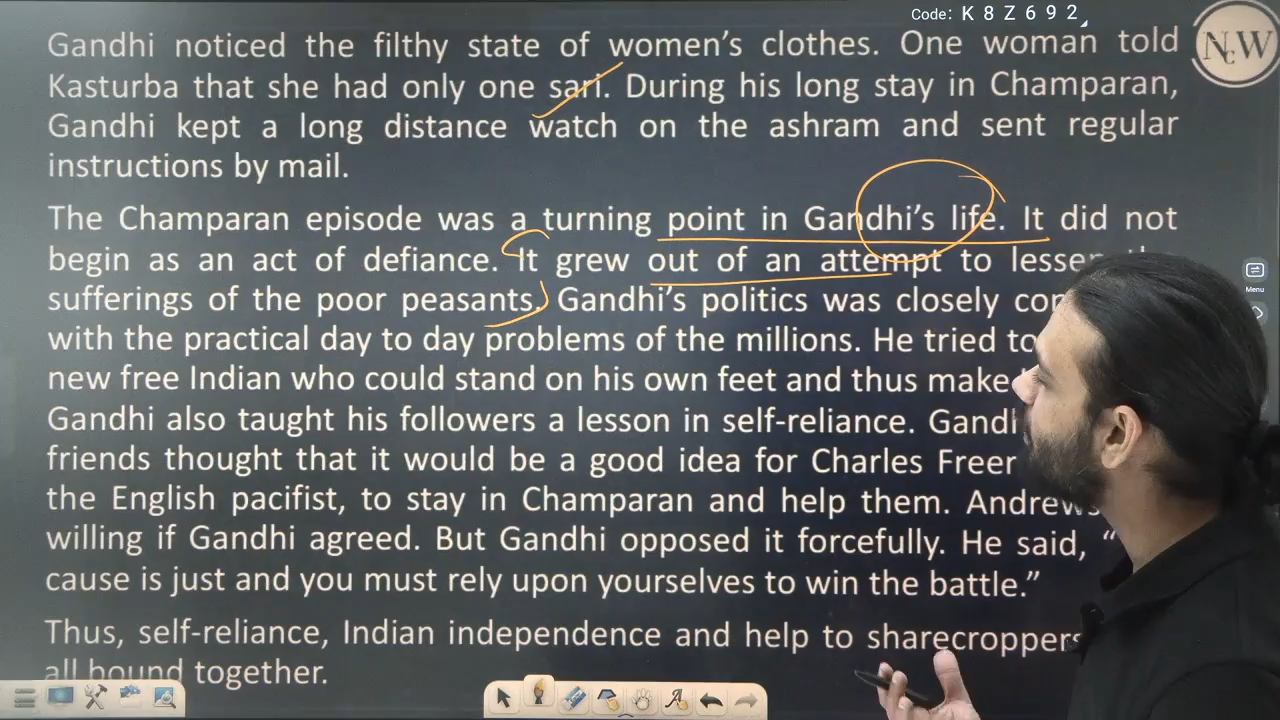 Code: K 8 Z 6 9 2
NCW
Gandhi noticed the filthy state of women's clothes. One woman told
Kasturba that she had only one sari. During his long stay in Champaran,
Gandhi kept a long distance watch on the ashram and sent regular
instructions by mail.
The Champaran episode was a turning point in Gandhi's life. It did not
begin as an act of defiance. It grew out of an attempt to lessen
sufferings of the poor peasants. Gandhi's politics was closely
with the practical day to day problems of the millions. He tried to
new free Indian who could stand on his own feet and thus make
Gandhi also taught his followers a lesson in self-reliance.
friends thought that it would be a good idea for Charles Freer
the English pacifist, to stay in Champaran and help them. Andrews
willing if Gandhi agreed. But Gandhi opposed it forcefully. He said, "
cause is just and you must rely upon yourselves to win the battle."
Thus, self-reliance, Indian independence and help to sharecroppers
all bound together.
Menu